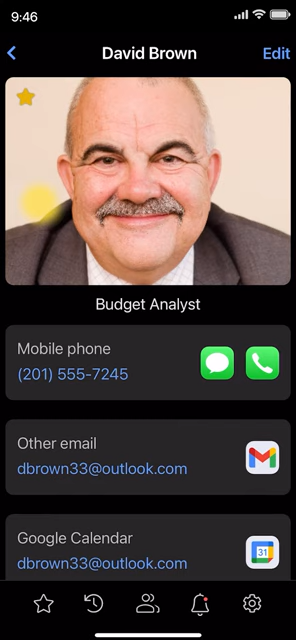 9:46
David Brown
Edit
Budget Analyst
Mobile phone
(201) 555-7245
Other email
dbrown33@outlook.com
Google Calendar
31
dbrown33@outlook.com